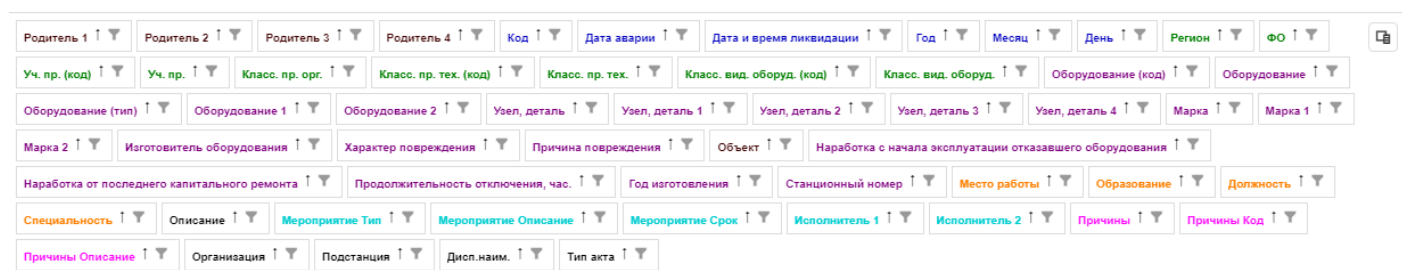 Родитель 1 Родитель 2 Родитель 3 Родитель 4 Код Дата аварии Дата и время ликвидации Год Месяц День Регион ФО
Уч. пр. (код) Уч. пр. Класс. пр. орг. Класс. пр. тех. (код) Класс. пр. тех. Класс. вид. оборуд. (код) Класс. вид. оборуд. Оборудование (код) Оборудование
Оборудование (тип) Оборудование 1 Оборудование 2 Узел, деталь Узел, деталь 1 Узел, деталь 2 Узел, деталь 3 Узел, деталь 4 Марка Марка 1
Марка 2 Изготовитель оборудования Характер повреждения Причина повреждения Объект Наработка с начала эксплуатации отказавшего оборудования
Наработка от последнего капитального ремонта Продолжительность отключения, час. Год изготовления Станционный номер Место работы Образование Должность
Специальность Описание Мероприятие Тип Мероприятие Описание Мероприятие Срок Исполнитель 1 Исполнитель 2 Причины Причины Код
Причины Описание Организация Подстанция Дисп.наим. Тип акта